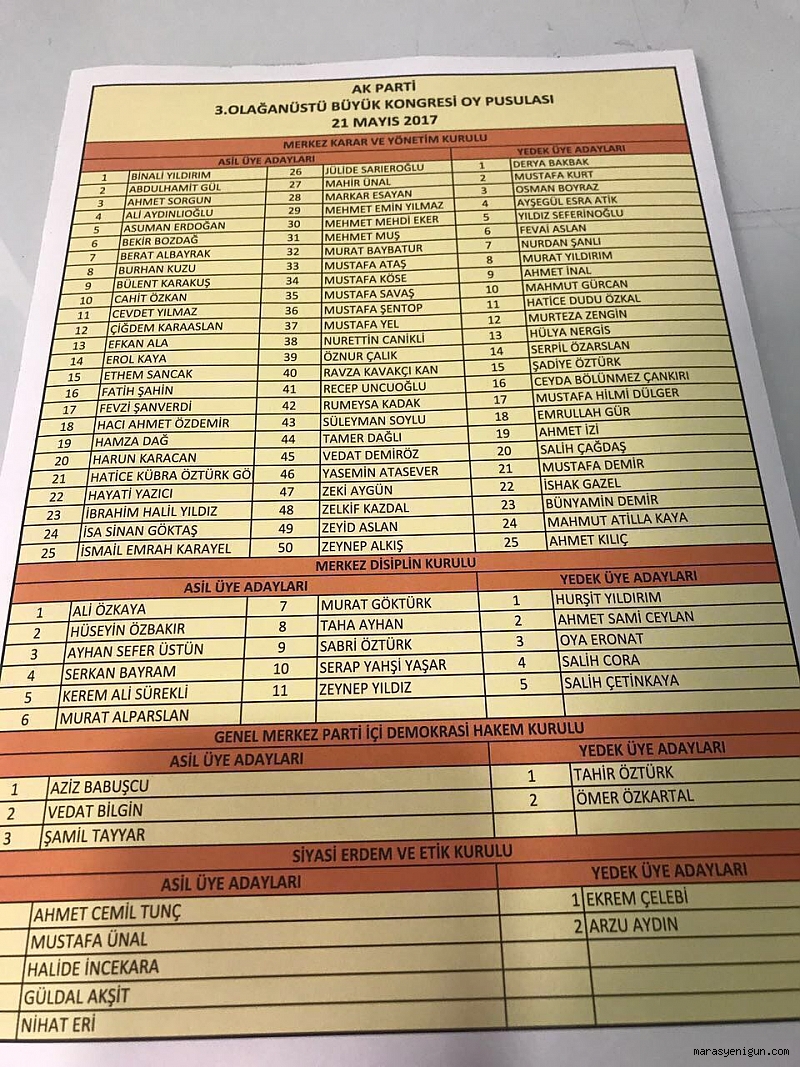 AK PARTİ
3.OLAĞANÜSTÜ BÜYÜK KONGRESİ OY PUSULASI
21 MAYIS 2017
MERKEZ KARAR VE YÖNETİM KURULU
ASİL ÜYE ADAYLARI YEDEK ÜYE ADAYLARI
1 BİNALİ YILDIRIM 26 JÜLİDE SARIEROĞLU 1 DERYA BAKBAK
2 ABDULHAMİT GÜL 27 MAHİR ÜNAL 2 MUSTAFA KURT
3 AHMET SORGUN 28 MARKAR ESAYAN 3 OSMAN BOYRAZ
4 ALİ AYDINLIOĞLU 29 MEHMET EMİN YILMAZ 4 AYŞEGÜL ESRA ATİK
5 ASUMAN ERDOĞAN 30 MEHMET MEHDİ EKER 5 YILDIZ SEFERİNOĞLU
6 BEKİR BOZDAĞ 31 MEHMET MUŞ 6 FEVAİ ASLAN
7 BERAT ALBAYRAK 32 MURAT BAYBATUR 7 NURDAN ŞANLI
8 BURHAN KUZU 33 MUSTAFA ATAŞ 8 MURAT YILDIRIM
9 BÜLENT KARAKUŞ 34 MUSTAFA KÖSE 9 AHMET İNAL
10 CAHİT ÖZKAN 35 MUSTAFA SAVAŞ 10 MAHMUT GÜRCAN
11 CEVDET YILMAZ 36 MUSTAFA ŞENTOP 11 HATİCE DUDU ÖZKAL
12 ÇİĞDEM KARAASLAN 37 MUSTAFA YEL 12 MURTEZA ZENGİN
13 EFKAN ALA 38 NURETTİN CANİKLİ 13 HÜLYA NERGİS
14 EROL KAYA 39 ÖZNUR ÇALIK 14 SERPİL ÖZARSLAN
15 ETHEM SANCAK 40 RAVZA KAVAKÇI KAN 15 ŞADİYE ÖZTÜRK
16 FATİH ŞAHİN 41 RECEP UNCUOĞLU 16 CEYDA BÖLÜNMEZ ÇANKIRI
17 FEVZİ ŞANVERDİ 42 RUMEYSA KADAK 17 MUSTAFA HİLMİ DÜLGER
18 HACI AHMET ÖZDEMİR 43 SÜLEYMAN SOYLU 18 EMRULLAH GÜR
19 HAMZA DAĞ 44 TAMER DAĞLI 19 AHMET İZİ
20 HARUN KARACAN 45 VEDAT DEMİRÖZ 20 SALİH ÇAĞDAŞ
21 HATİCE KÜBRA ÖZTÜRK GÖ 46 YASEMİN ATASEVER 21 MUSTAFA DEMİR
22 HAYATİ YAZICI 47 ZEKİ AYGÜN 22 İSHAK GAZEL
23 İBRAHİM HALİL YILDIZ 48 ZELKİF KAZDAL 23 BÜNYAMİN DEMİR
24 İSA SİNAN GÖKTAŞ 49 ZEYİD ASLAN 24 MAHMUT ATİLLA KAYA
25 İSMAİL EMRAH KARAYEL 50 ZEYNEP ALKIŞ 25 AHMET KILIÇ
MERKEZ DİSİPLİN KURULU
ASİL ÜYE ADAYLARI YEDEK ÜYE ADAYLARI
1 ALİ ÖZKAYA 7 MURAT GÖKTÜRK 1 HURŞİT YILDIRIM
2 HÜSEYİN ÖZBAKIR 8 TAHA AYHAN 2 AHMET SAMİ CEYLAN
3 AYHAN SEFER ÜSTÜN 9 SABRİ ÖZTÜRK 3 OYA ERONAT
4 SERKAN BAYRAM 10 SERAP YAHŞİ YAŞAR 4 SALİH CORA
5 KEREM ALİ SÜREKLİ 11 ZEYNEP YILDIZ 5 SALİH ÇETİNKAYA
6 MURAT ALPARSLAN
GENEL MERKEZ PARTİ İÇİ DEMOKRASİ HAKEM KURULU
ASİL ÜYE ADAYLARI YEDEK ÜYE ADAYLARI
1 AZİZ BABUŞCU 1 TAHİR ÖZTÜRK
2 VEDAT BİLGİN 2 ÖMER ÖZKARTAL
3 ŞAMİL TAYYAR
SİYASİ ERDEM VE ETİK KURULU
ASİL ÜYE ADAYLARI YEDEK ÜYE ADAYLARI
AHMET CEMİL TUNÇ 1 EKREM ÇELEBİ
MUSTAFA ÜNAL 2 ARZU AYDIN
HALİDE İNCEKARA
GÜLDAL AKŞİT
NİHAT ERİ
marasyenigun.com